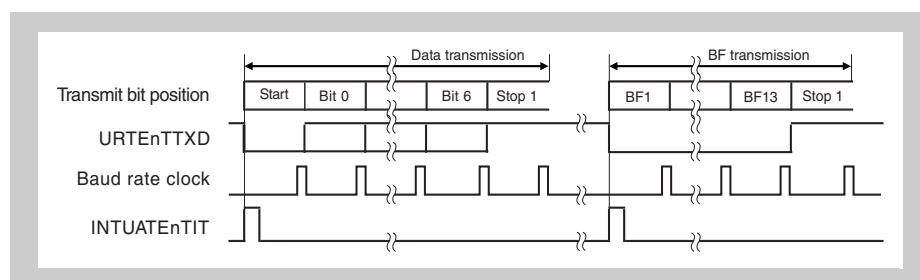 Data transmission BF transmission
Transmit bit position Start Bit 0 Bit 6 Stop 1 BF1 BF13 Stop 1
URTEnTTXD
Baud rate clock
INTUATEnTIT